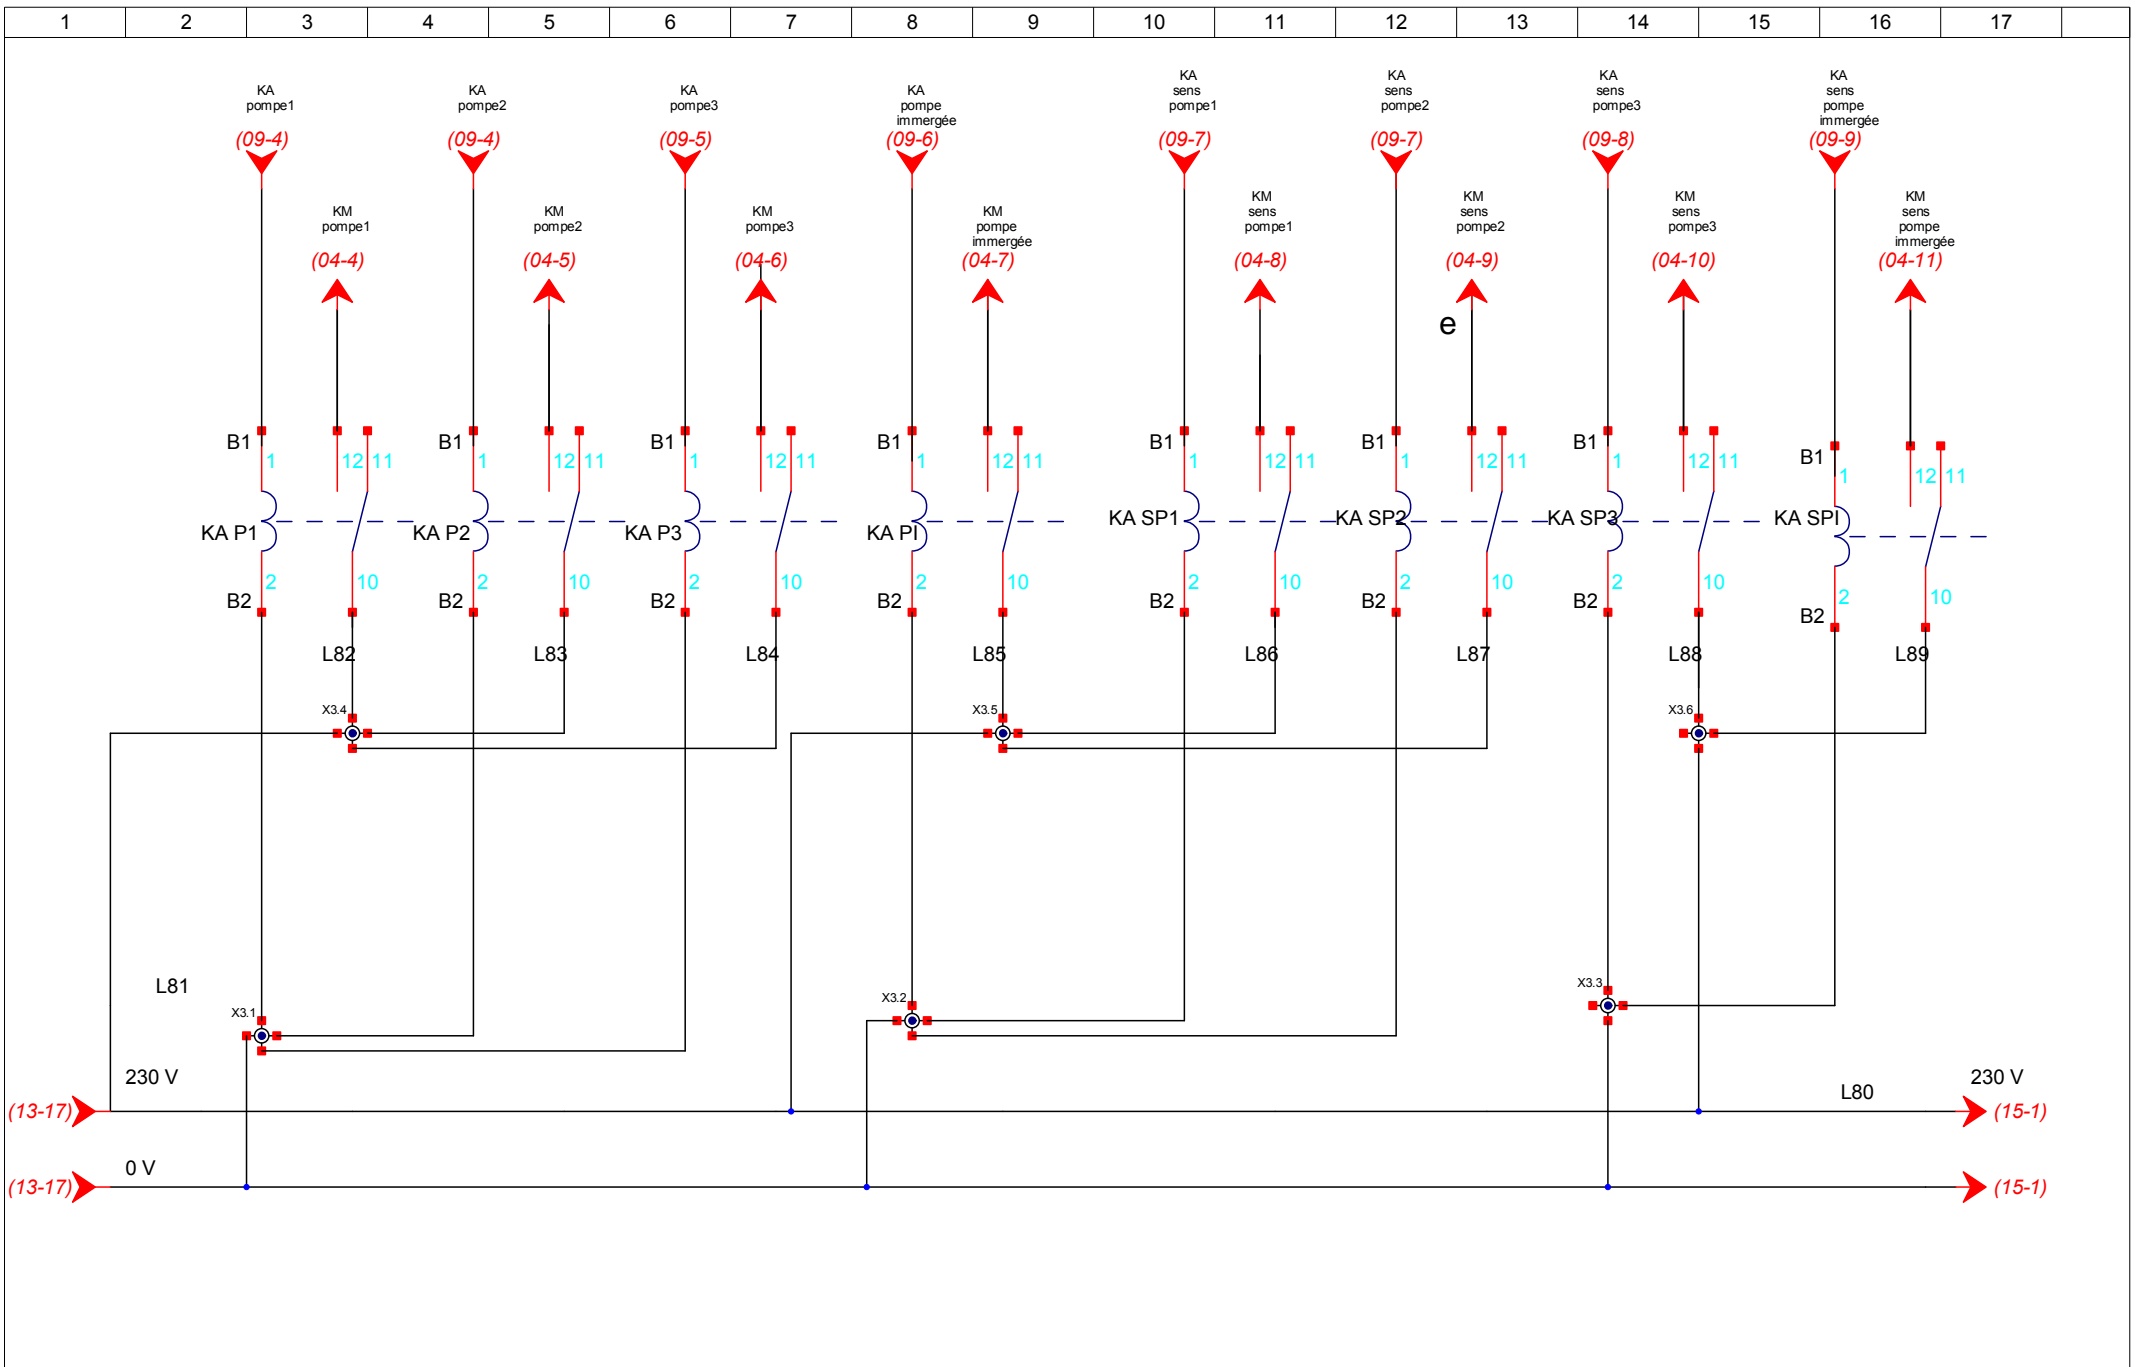 1 2 3 4 5 6 7 8 9 10 11 12 13 14 15 16 17
KA
pompe1
(09-4)
KA
pompe2
(09-4)
KA
pompe3
(09-5)
KA
pompe
immergée
(09-6)
KA
sens
pompe1
(09-7)
KA
sens
pompe2
(09-7)
KA
sens
pompe3
(09-8)
KA
sens
pompe
immergée
(09-9)
KM
pompe1
(04-4)
KM
pompe2
(04-5)
KM
pompe3
(04-6)
KM
pompe
immergée
(04-7)
KM
sens
pompe1
(04-8)
KM
sens
pompe2
(04-9)
KM
sens
pompe3
(04-10)
KM
sens
pompe
immergée
(04-11)
e
B1 1 12 11 B1 1 12 11 B1 1 12 11 B1 1 12 11 B1 1 12 11 B1 1 12 11 B1 1 12 11 B1 1 12 11
KA P1 KA P2 KA P3 KA PI KA SP1 KA SP2 KA SP3 KA SPI
B2 2 10 B2 2 10 B2 2 10 B2 2 10 B2 2 10 B2 2 10 B2 2 10 B2 2 10
L82 L83 L84 L85 L86 L87 L88 L89
X3.4 X3.5 X3.6
L81
X3.1 X3.2 X3.3
230 V L80 230 V
(13-17) (15-1)
0 V
(13-17) (15-1)